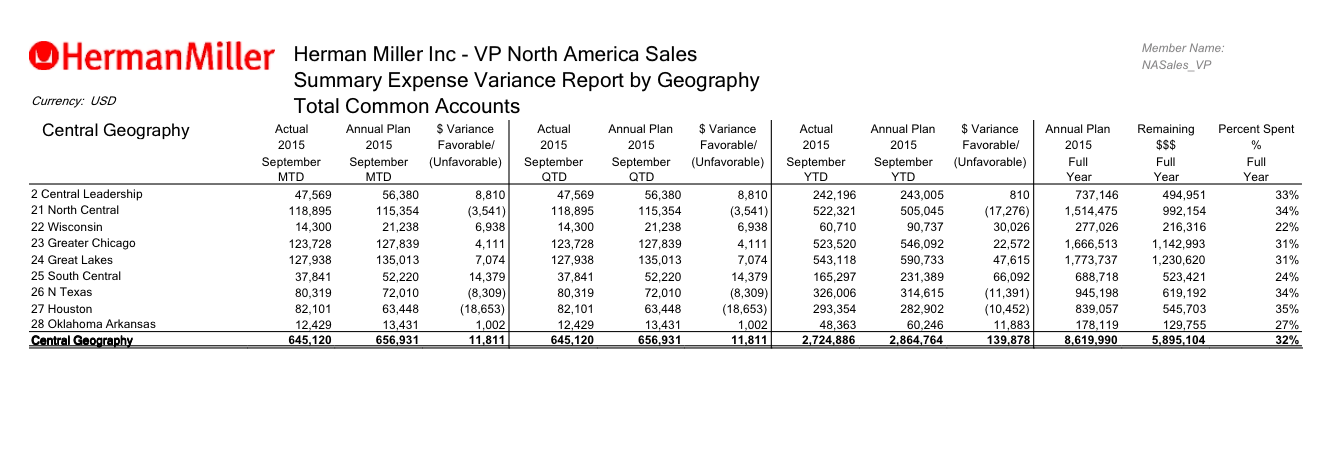 HermanMiller
Herman Miller Inc - VP North America Sales
Summary Expense Variance Report by Geography
Total Common Accounts
Member Name:
NASales_VP
Currency: USD
Central Geography
Actual Annual Plan $ Variance Actual Annual Plan $ Variance Actual Annual Plan $ Variance Annual Plan Remaining Percent Spent
2015 2015 Favorable/ 2015 2015 Favorable/ 2015 2015 Favorable/ 2015 $$$ %
September September (Unfavorable) September September (Unfavorable) September September (Unfavorable) Full Full Full
MTD MTD QTD QTD YTD YTD Year Year Year
2 Central Leadership 47,569 56,380 8,810 47,569 56,380 8,810 242,196 243,005 810 737,146 494,951 33%
21 North Central 118,895 115,354 (3,541) 118,895 115,354 (3,541) 522,321 505,045 (17,276) 1,514,475 992,154 34%
22 Wisconsin 14,300 21,238 6,938 14,300 21,238 6,938 60,710 90,737 30,026 277,026 216,316 22%
23 Greater Chicago 123,728 127,839 4,111 123,728 127,839 4,111 523,520 546,092 22,572 1,666,513 1,142,993 31%
24 Great Lakes 127,938 135,013 7,074 127,938 135,013 7,074 543,118 590,733 47,615 1,773,737 1,230,620 31%
25 South Central 37,841 52,220 14,379 37,841 52,220 14,379 165,297 231,389 66,092 688,718 523,421 24%
26 N Texas 80,319 72,010 (8,309) 80,319 72,010 (8,309) 326,006 314,615 (11,391) 945,198 619,192 34%
27 Houston 82,101 63,448 (18,653) 82,101 63,448 (18,653) 293,354 282,902 (10,452) 839,057 545,703 35%
28 Oklahoma Arkansas 12,429 13,431 1,002 12,429 13,431 1,002 48,363 60,246 11,883 178,119 129,755 27%
Central Geography 645,120 656,931 11,811 645,120 656,931 11,811 2,724,886 2,864,764 139,878 8,619,990 5,895,104 32%